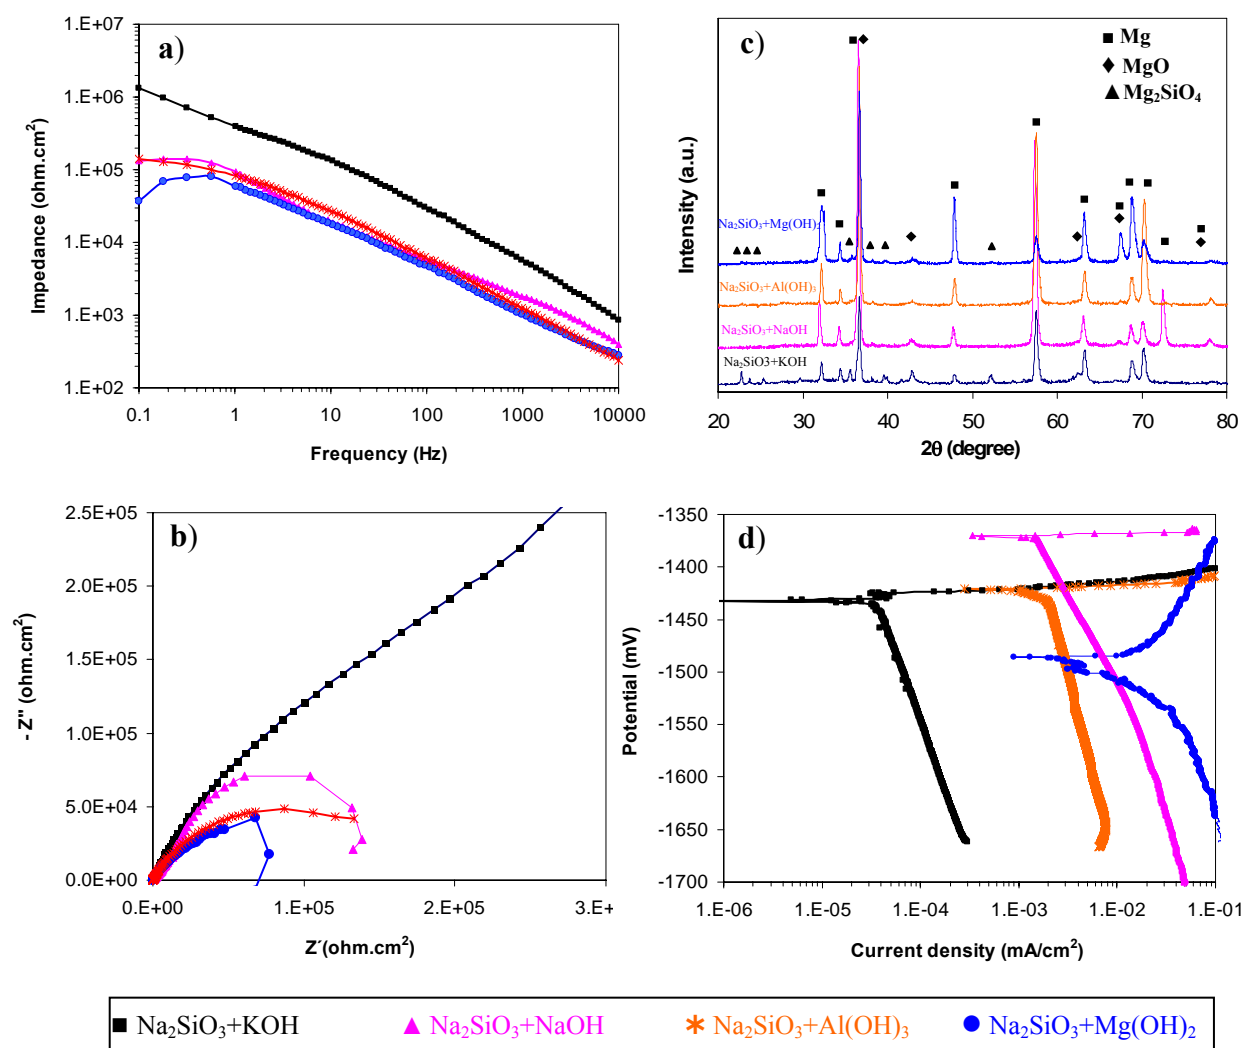 a)
1.E+07
1.E+06
1.E+05
1.E+04
1.E+03
1.E+02
0.1 1 10 100 1000 10000
Impedance (ohm.cm²)
Frequency (Hz)
c)
Mg
MgO
Mg₂SiO₄
Na₂SiO₃+Mg(OH)₂
Na₂SiO₃+Al(OH)₃
Na₂SiO₃+NaOH
Na₂SiO3+KOH
Intensity (a.u.)
20 30 40 50 60 70 80
2θ (degree)
b)
2.5E+05
2.0E+05
1.5E+05
1.0E+05
5.0E+04
0.0E+00
0.E+00 1.E+05 2.E+05 3.E+
- Z'' (ohm.cm²)
Z´(ohm.cm²)
d)
-1350
-1400
-1450
-1500
-1550
-1600
-1650
-1700
1.E-06 1.E-05 1.E-04 1.E-03 1.E-02 1.E-01
Potential (mV)
Current density (mA/cm²)
Na₂SiO₃+KOH Na₂SiO₃+NaOH Na₂SiO₃+Al(OH)₃ Na₂SiO₃+Mg(OH)₂